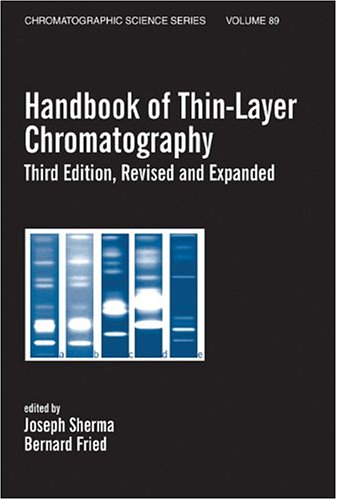 CHROMATOGRAPHIC SCIENCE SERIES VOLUME 89
Handbook of Thin-Layer
Chromatography
Third Edition, Revised and Expanded
a b c d e
edited by
Joseph Sherma
Bernard Fried